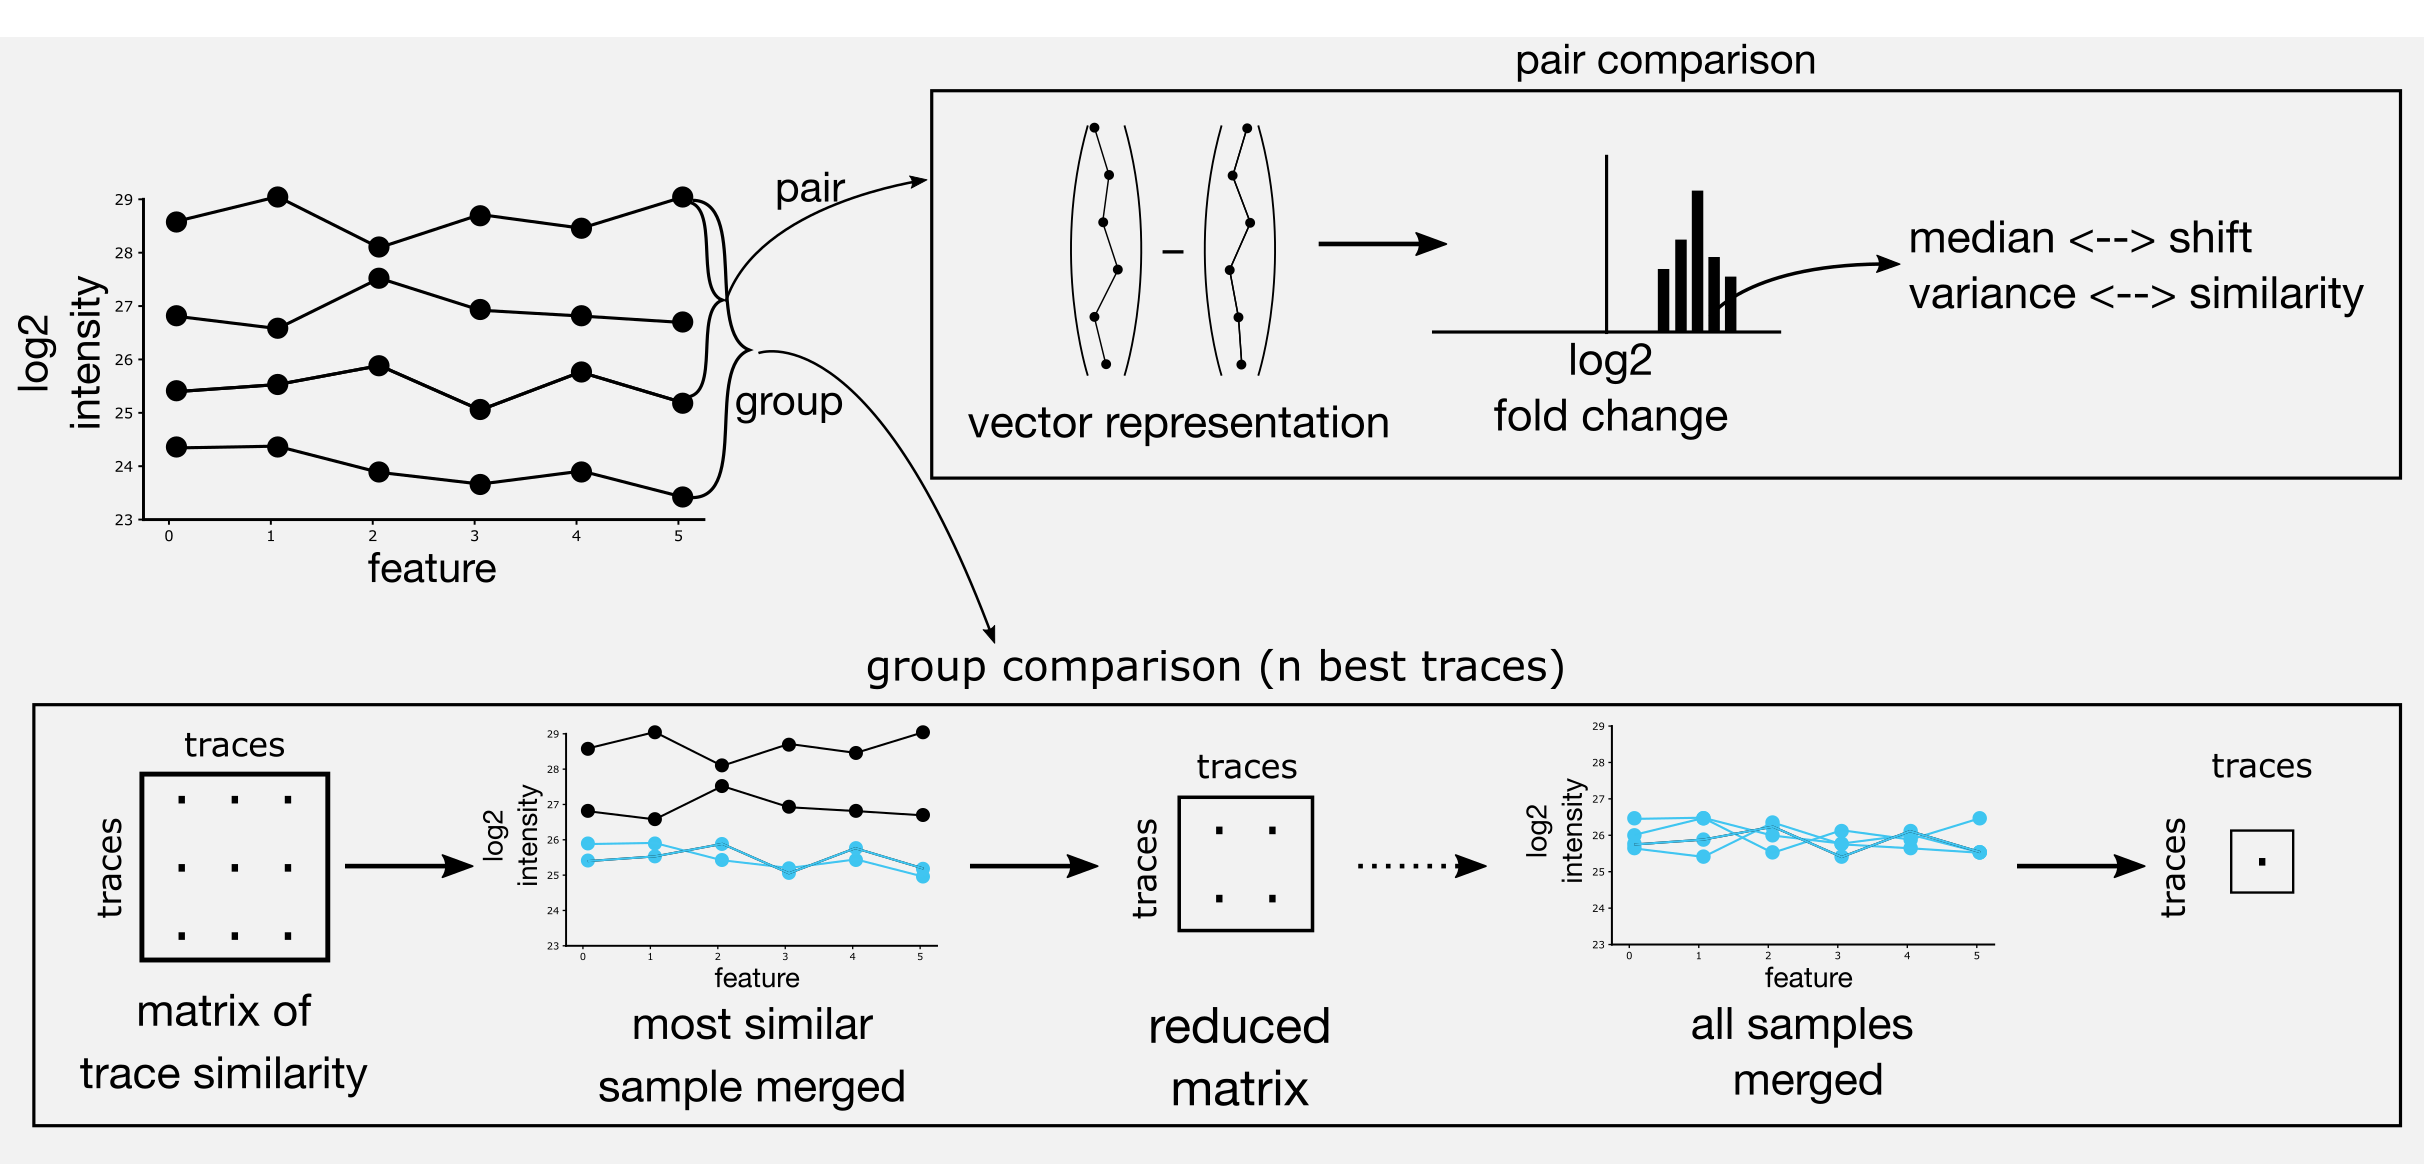 pair comparison
29
28
27
26
25
24
23
0 1 2 3 4 5
log2
intensity
feature
pair
group
–
vector representation
log2
fold change
median <--> shift
variance <--> similarity
group comparison (n best traces)
traces
traces
matrix of
trace similarity
29
28
27
26
25
24
23
0 1 2 3 4 5
log2
intensity
feature
most similar
sample merged
traces
traces
reduced
matrix
29
28
27
26
25
24
23
0 1 2 3 4 5
log2
intensity
feature
all samples
merged
traces
traces